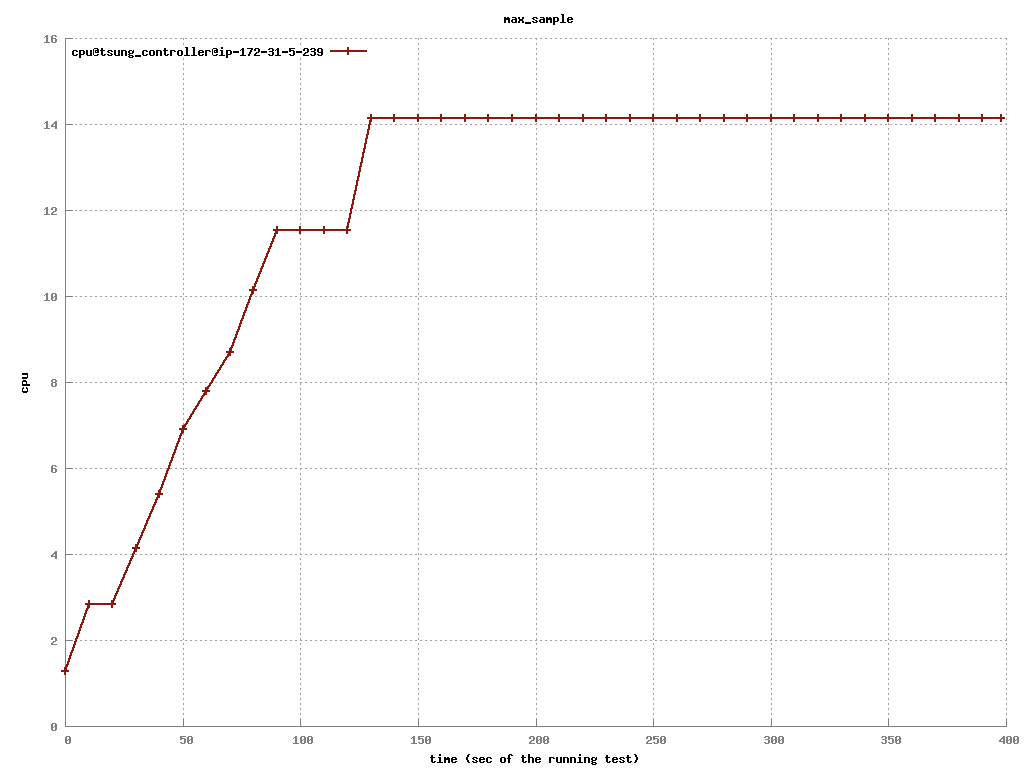 max_sample
cpu@tsung_controller@ip-172-31-5-239
16
14
12
10
8
6
4
2
0
cpu
0 50 100 150 200 250 300 350 400
time (sec of the running test)